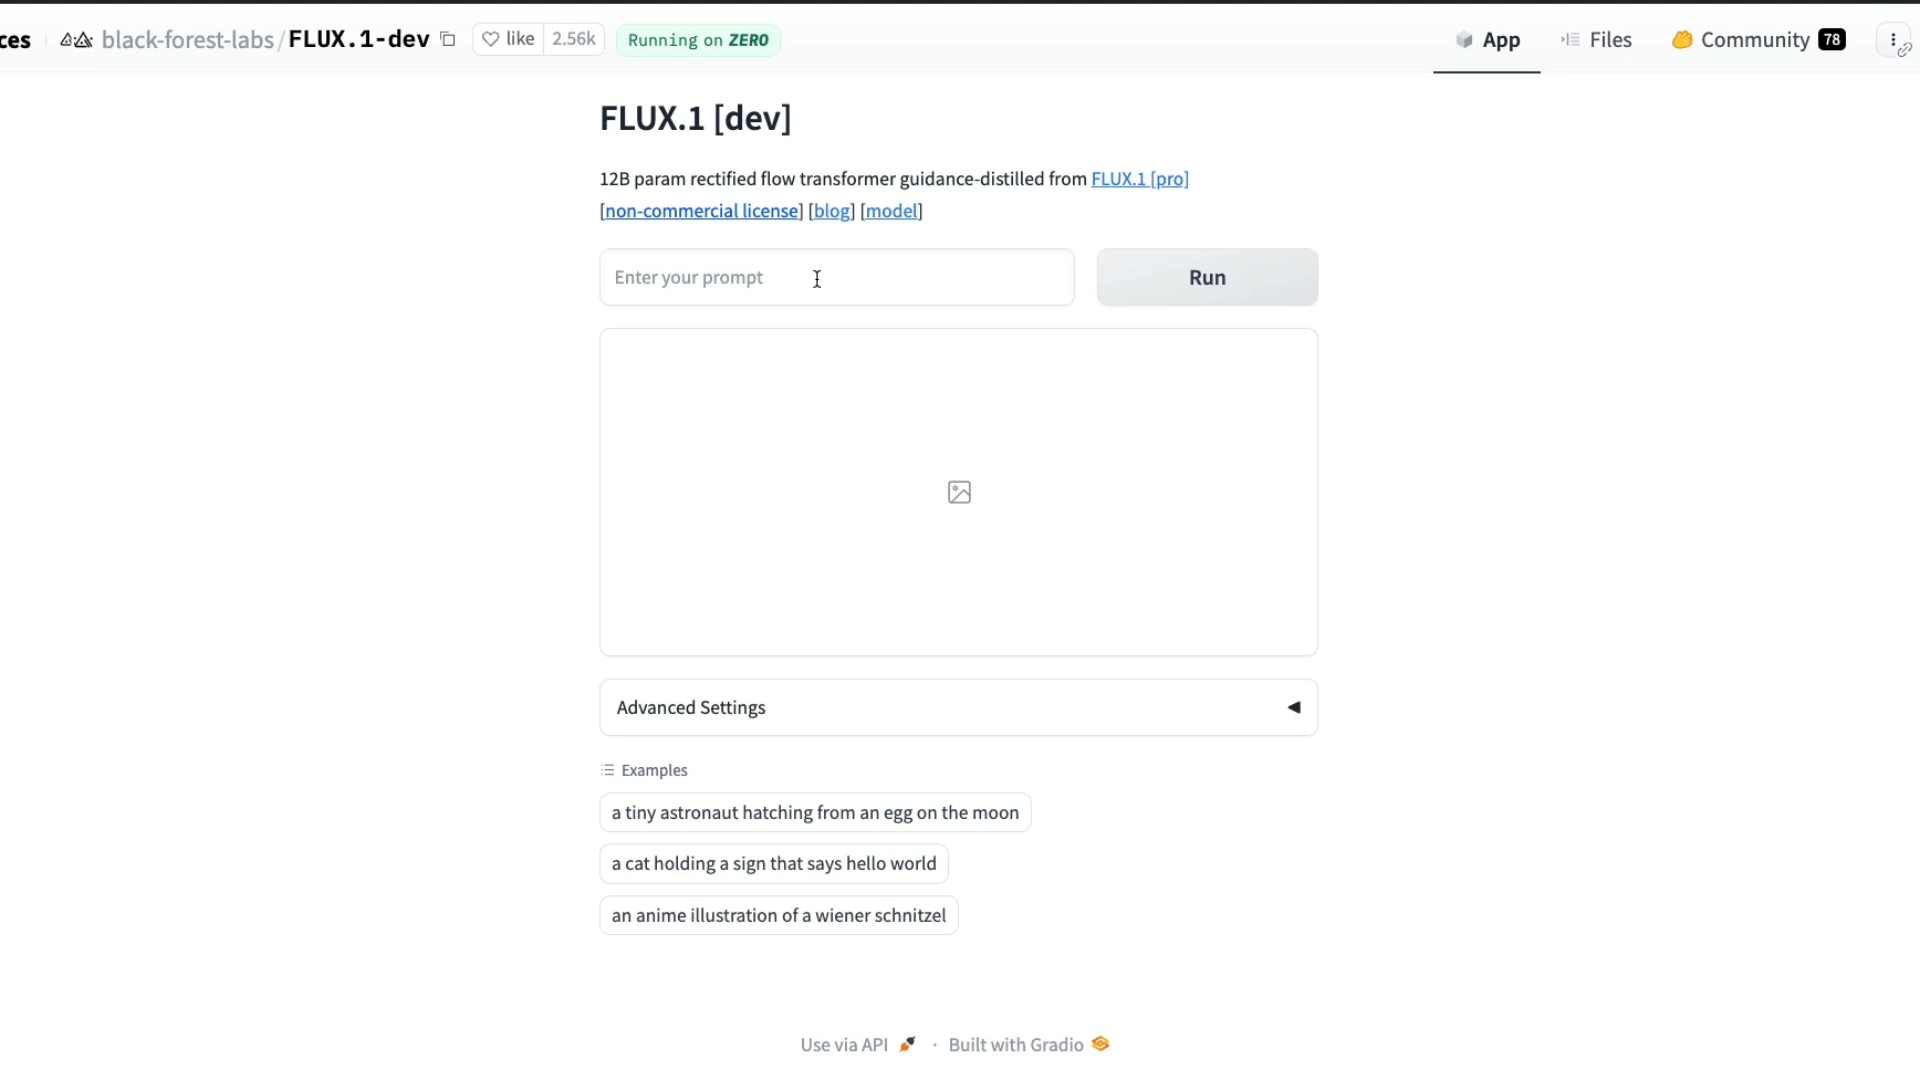 ces black-forest-labs/FLUX.1-dev like 2.56k Running on ZERO App Files Community 78
FLUX.1 [dev]
12B param rectified flow transformer guidance-distilled from FLUX.1 [pro]
[non-commercial license] [blog] [model]
Enter your prompt Run
Advanced Settings
Examples
a tiny astronaut hatching from an egg on the moon
a cat holding a sign that says hello world
an anime illustration of a wiener schnitzel
Use via API · Built with Gradio